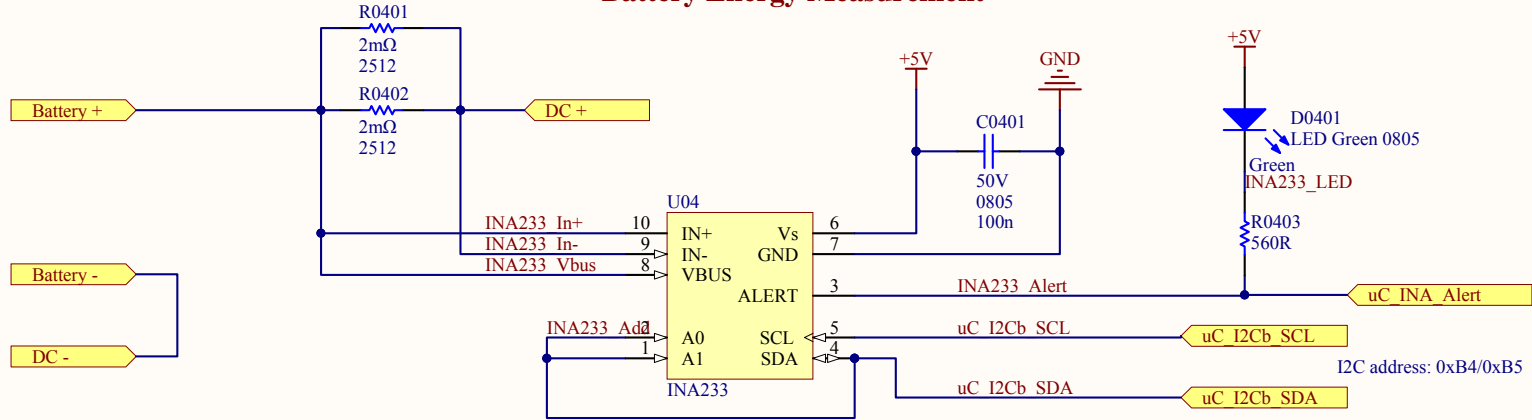 Battery Energy Measurement
R0401
2mΩ
2512
R0402
2mΩ
2512
Battery +
DC +
+5V
GND
C0401
50V
0805
100n
+5V
D0401
LED Green 0805
Green
INA233_LED
R0403
560R
U04
INA233_In+
10
IN+
Vs
6
INA233_In-
9
IN-
GND
7
INA233_Vbus
8
VBUS
Battery -
ALERT
3
INA233_Alert
uC_INA_Alert
INA233_Add
2
A0
SCL
5
uC_I2Cb_SCL
uC_I2Cb_SCL
DC -
1
A1
SDA
4
I2C address: 0xB4/0xB5
INA233
uC_I2Cb_SDA
uC_I2Cb_SDA